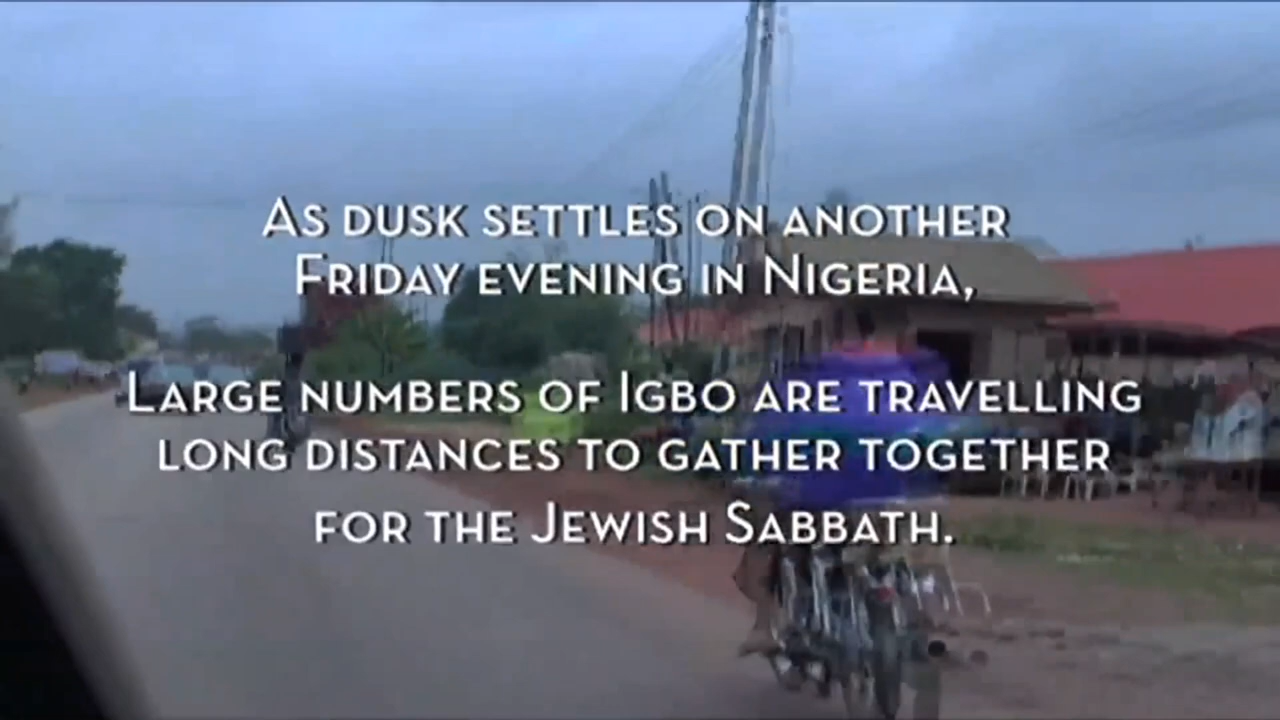 As dusk settles on another
Friday evening in Nigeria,
Large numbers of Igbo are travelling
long distances to gather together
for the Jewish Sabbath.